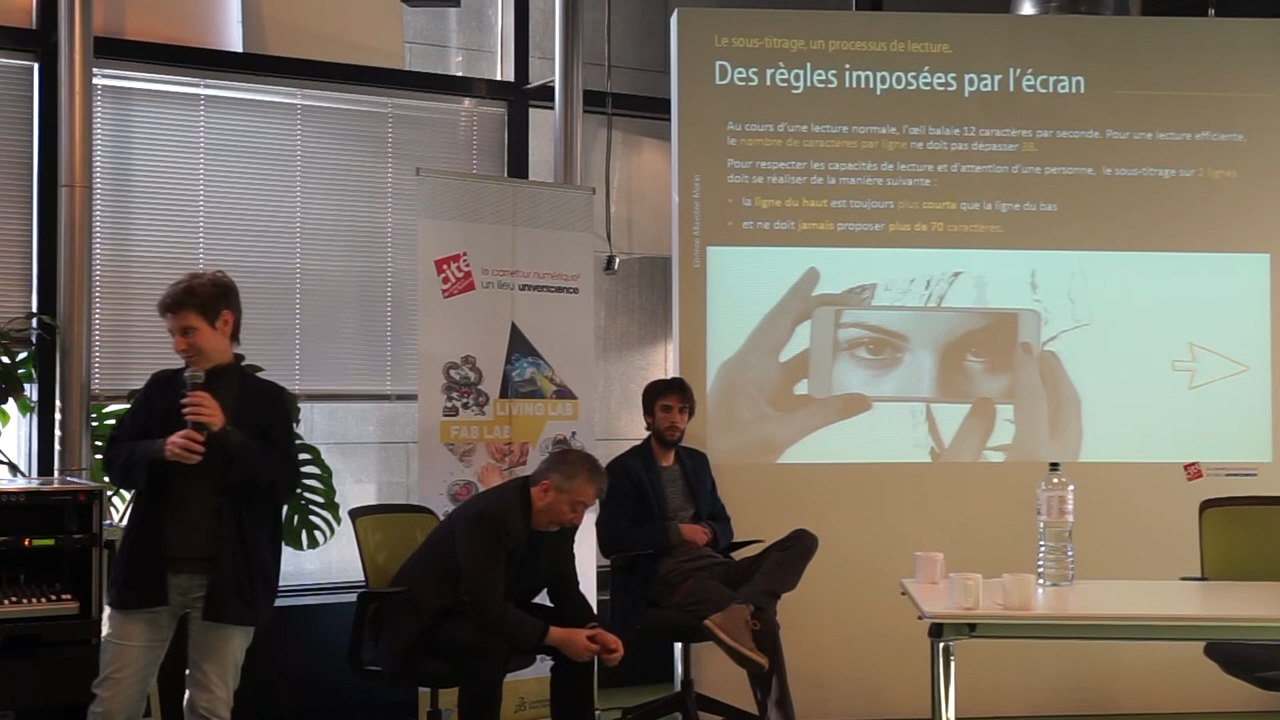 Le sous-titrage, un processus de lecture.
Des règles imposées par l'écran
Au cours d'une lecture normale, l'œil balaie 12 caractères par seconde. Pour une lecture efficiente,
le nombre de caractères par ligne ne doit pas dépasser 38.
Pour respecter les capacités de lecture et d'attention d'une personne, le sous-titrage sur 2 lignes
doit se réaliser de la manière suivante :
• la ligne du haut est toujours plus courte que la ligne du bas
• et ne doit jamais proposer plus de 70 caractères.
cité
le carrefour numérique²
un lieu universcience
LIVING LAB
FAB LAB